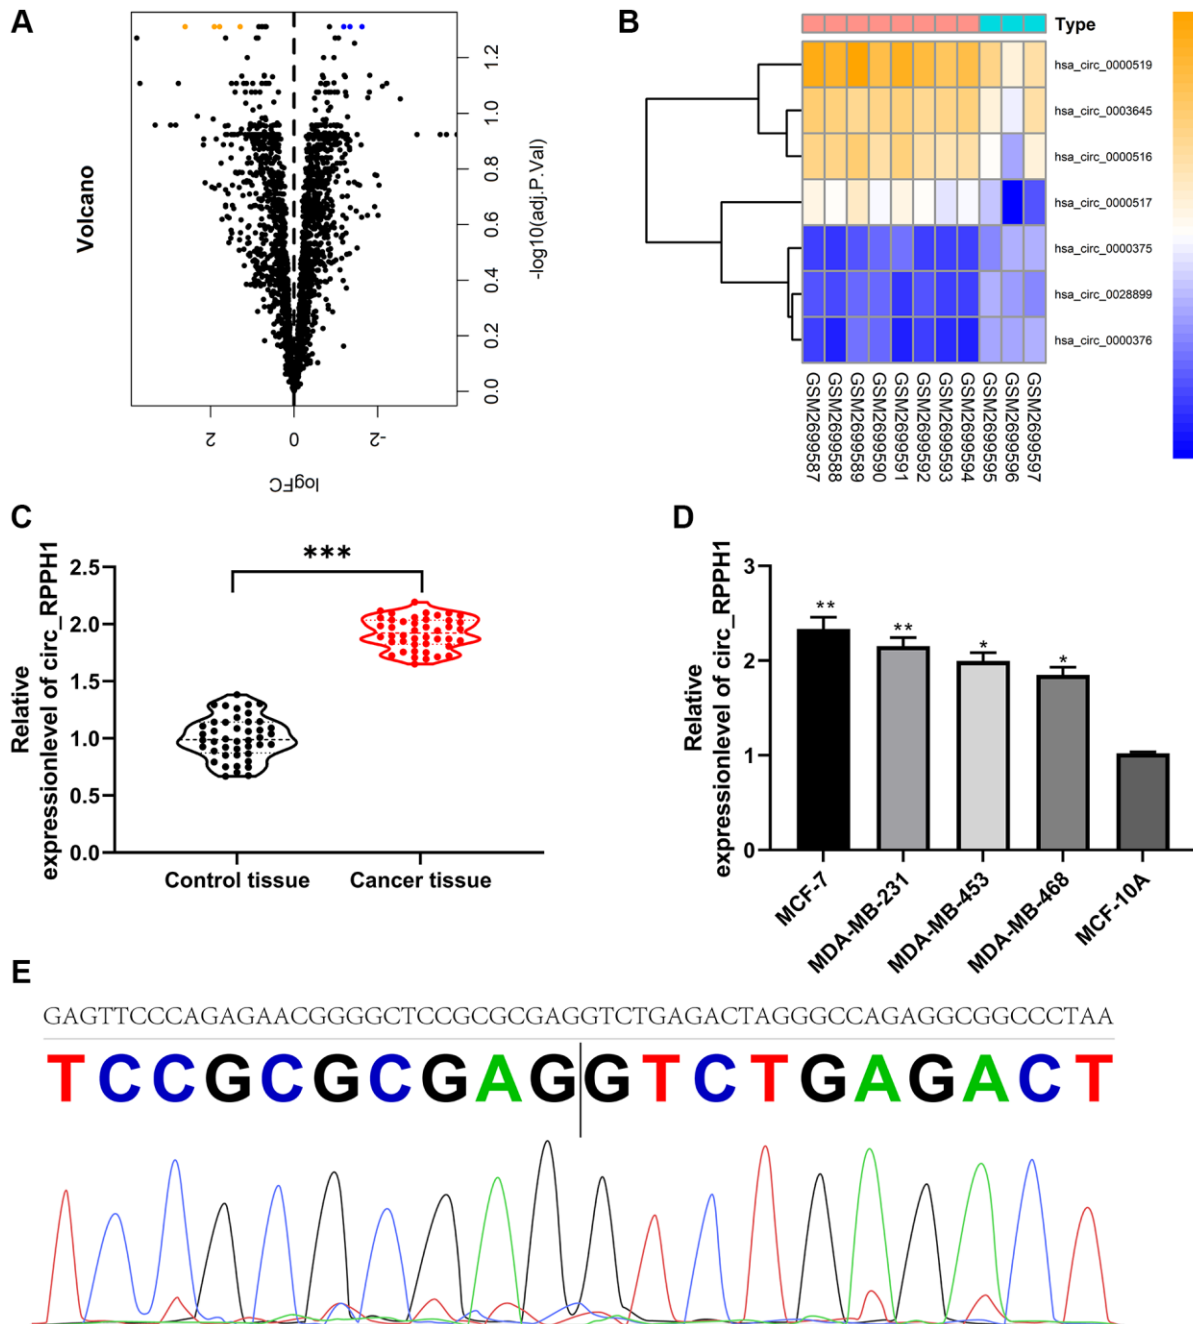 A
Volcano
1.2
1.0
0.8
0.6
0.4
0.2
0.0
-log10(adj.P.Val)
2
0
-2
logFC
B
Type
hsa_circ_0000519
hsa_circ_0003645
hsa_circ_0000516
hsa_circ_0000517
hsa_circ_0000375
hsa_circ_0028899
hsa_circ_0000376
GSM2699587
GSM2699588
GSM2699589
GSM2699590
GSM2699591
GSM2699592
GSM2699593
GSM2699594
GSM2699595
GSM2699596
GSM2699597
C
Relative
expressionlevel of circ_RPPH1
2.5
2.0
1.5
1.0
0.5
0.0
***
Control tissue
Cancer tissue
D
Relative
expressionlevel of circ_RPPH1
3
2
1
0
**
**
*
*
MCF-7
MDA-MB-231
MDA-MB-453
MDA-MB-468
MCF-10A
E
GAGTTCCCAGAGAACGGGGCTCCGCGCGAGGTCTGAGACTAGGGCCAGAGGCGGCCCTAA
TCCGCGCGAGGTCTGAGACT